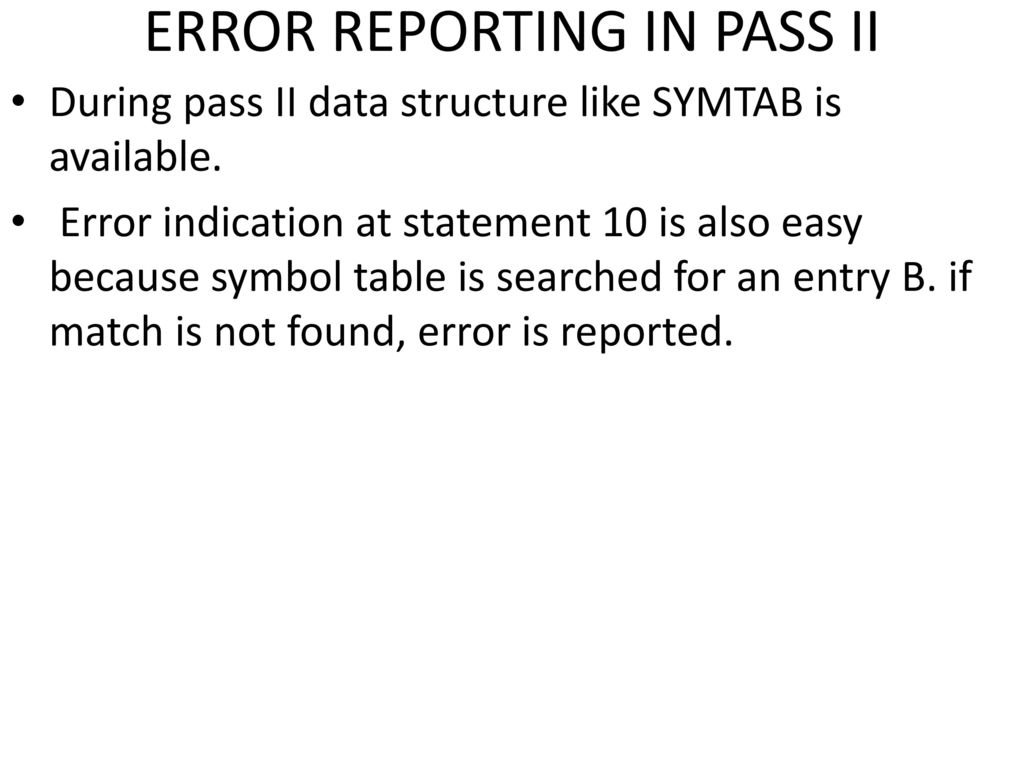 ERROR REPORTING IN PASS II
• During pass II data structure like SYMTAB is
available.
• Error indication at statement 10 is also easy
because symbol table is searched for an entry B. if
match is not found, error is reported.